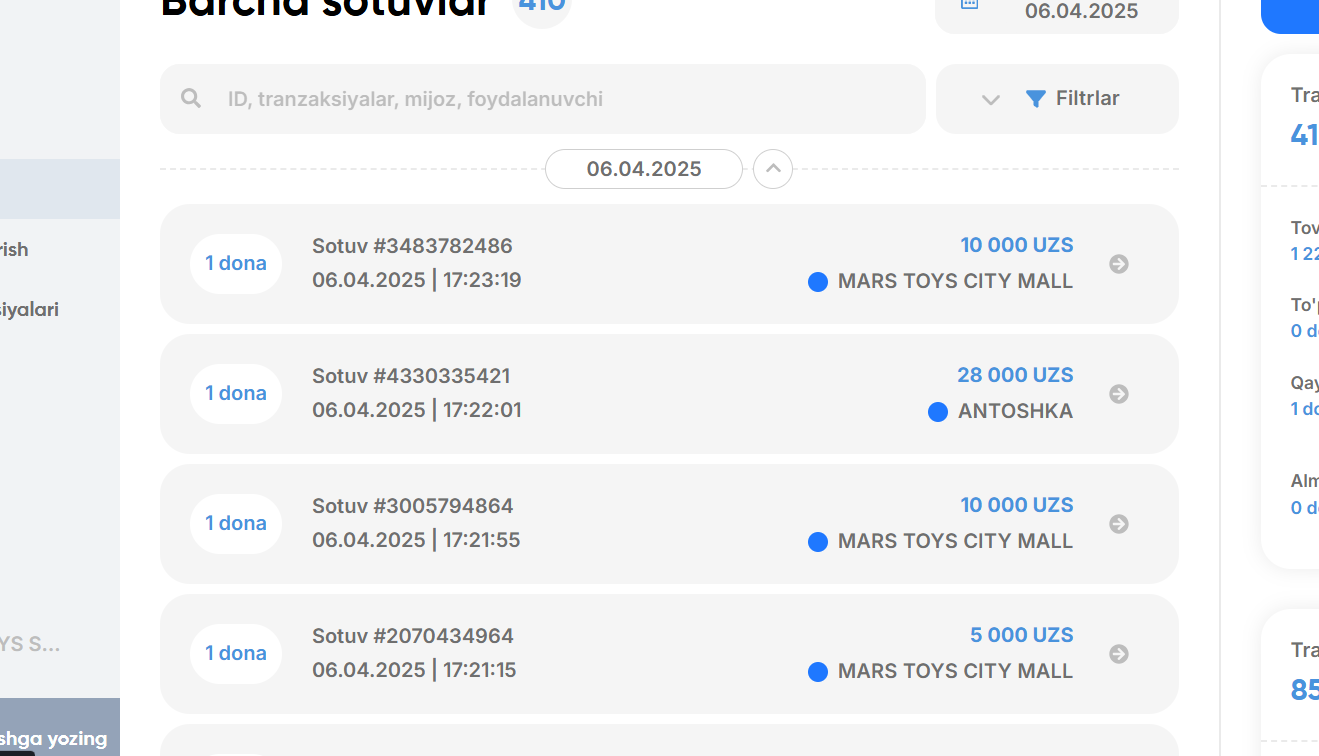 Barcha sotuvlar 410
06.04.2025
ID, tranzaksiyalar, mijoz, foydalanuvchi
Filtrlar
06.04.2025
1 dona
Sotuv #3483782486
06.04.2025 | 17:23:19
10 000 UZS
MARS TOYS CITY MALL
1 dona
Sotuv #4330335421
06.04.2025 | 17:22:01
28 000 UZS
ANTOSHKA
1 dona
Sotuv #3005794864
06.04.2025 | 17:21:55
10 000 UZS
MARS TOYS CITY MALL
1 dona
Sotuv #2070434964
06.04.2025 | 17:21:15
5 000 UZS
MARS TOYS CITY MALL
rish
siyalari
YS S...
shga yozing
Tra
41
Tov
1 22
To'p
0 do
Qay
1 do
Alm
0 do
Tra
85